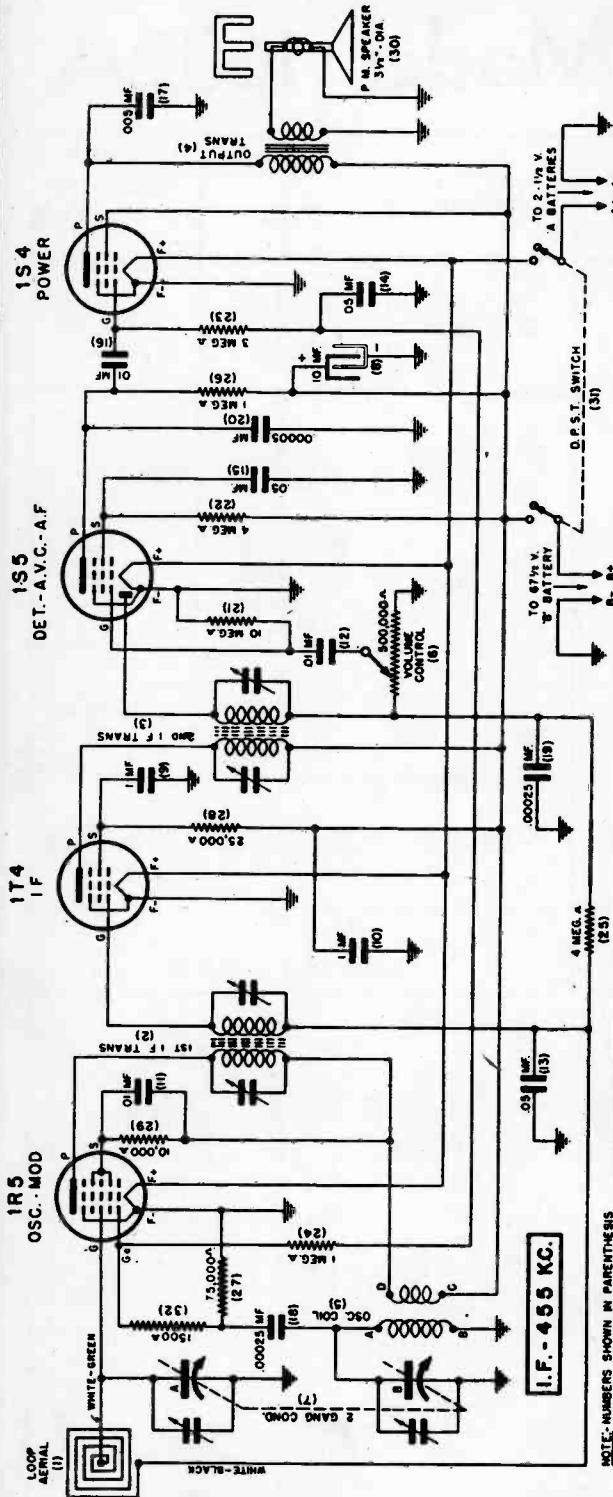 LOOP
AERIAL
(1)
WHITE-GREEN
WHITE-BLACK
1R5
OSC.-MOD
G
Go
P
S
F+
F-
1500Ω
(32)
75,000Ω
(27)
.00025 MF
(18)
A
B
2 GANG COND.
(7)
OSC. COIL
(5)
A
B
D
C
1 MEG.Ω
(24)
10,000Ω
(29)
.01 MF.
(11)
1ST I F TRANS
(2)
.05 MF.
(13)
I.F.-455 KC.
1T4
I F
G
P
S
F+
F-
.1 MF.
(9)
25,000Ω
(28)
.1 MF
(10)
2ND I F TRANS
(3)
4 MEG.Ω
(25)
.00025 MF.
(19)
1S5
DET.-A.V.C.-A.F
G
P
S
F+
F-
10 MEG.Ω
(21)
.01 MF
(12)
500,000Ω
VOLUME
CONTROL
(6)
4 MEG.Ω
(22)
.05
MF
(15)
.00005
MF
(20)
1 MEG.Ω
(26)
10 MF.
(8)
+
-
.01
MF
(16)
3 MEG.Ω
(23)
.05
MF
(14)
1S4
POWER
G
P
S
F+
F-
.005 MF.
(17)
OUTPUT
TRANS (4)
P.M. SPEAKER
3½"-DIA.
(30)
TO 67½ V.
"B" BATTERY
B-
B+
D.P.S.T. SWITCH
(31)
TO 2-1½ V.
"A" BATTERIES
NOTE:-NUMBERS SHOWN IN PARENTHESIS